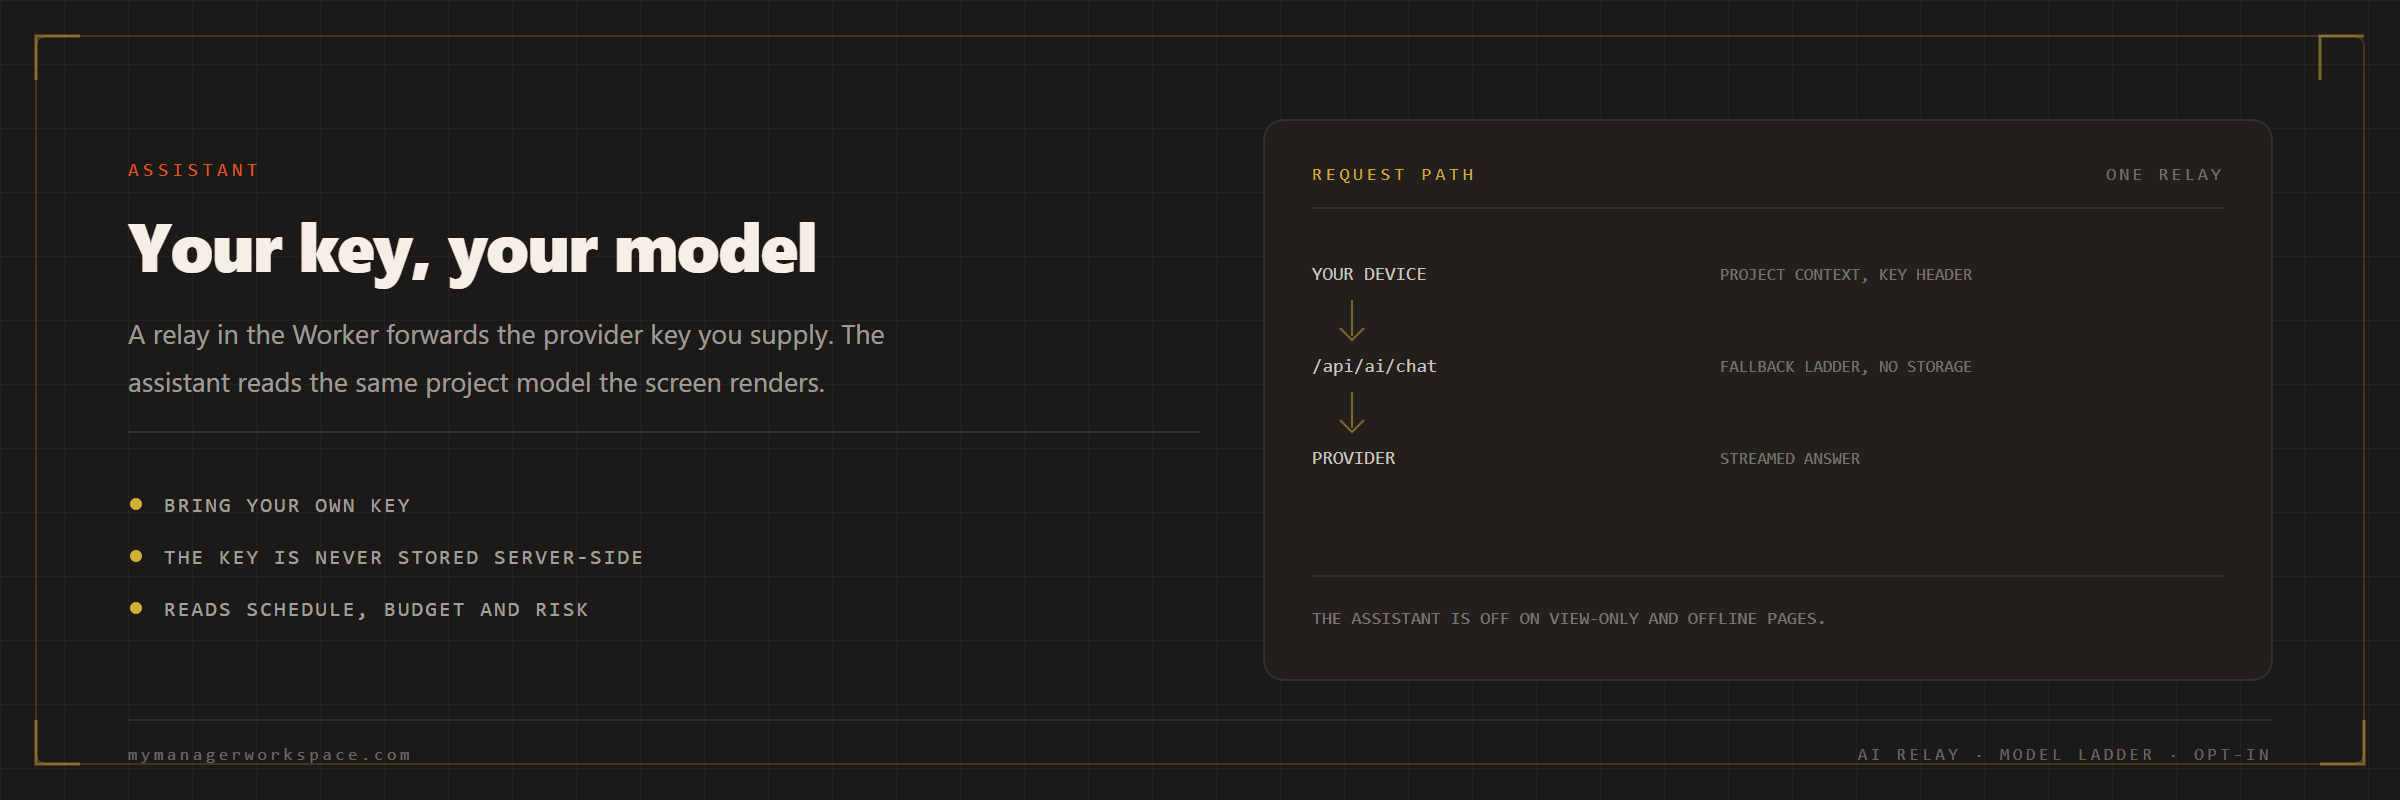 ASSISTANT
Your key, your model
A relay in the Worker forwards the provider key you supply. The
assistant reads the same project model the screen renders.
BRING YOUR OWN KEY
THE KEY IS NEVER STORED SERVER-SIDE
READS SCHEDULE, BUDGET AND RISK
REQUEST PATH
ONE RELAY
YOUR DEVICE
PROJECT CONTEXT, KEY HEADER
/api/ai/chat
FALLBACK LADDER, NO STORAGE
PROVIDER
STREAMED ANSWER
THE ASSISTANT IS OFF ON VIEW-ONLY AND OFFLINE PAGES.
mymanagerworkspace.com
AI RELAY · MODEL LADDER · OPT-IN